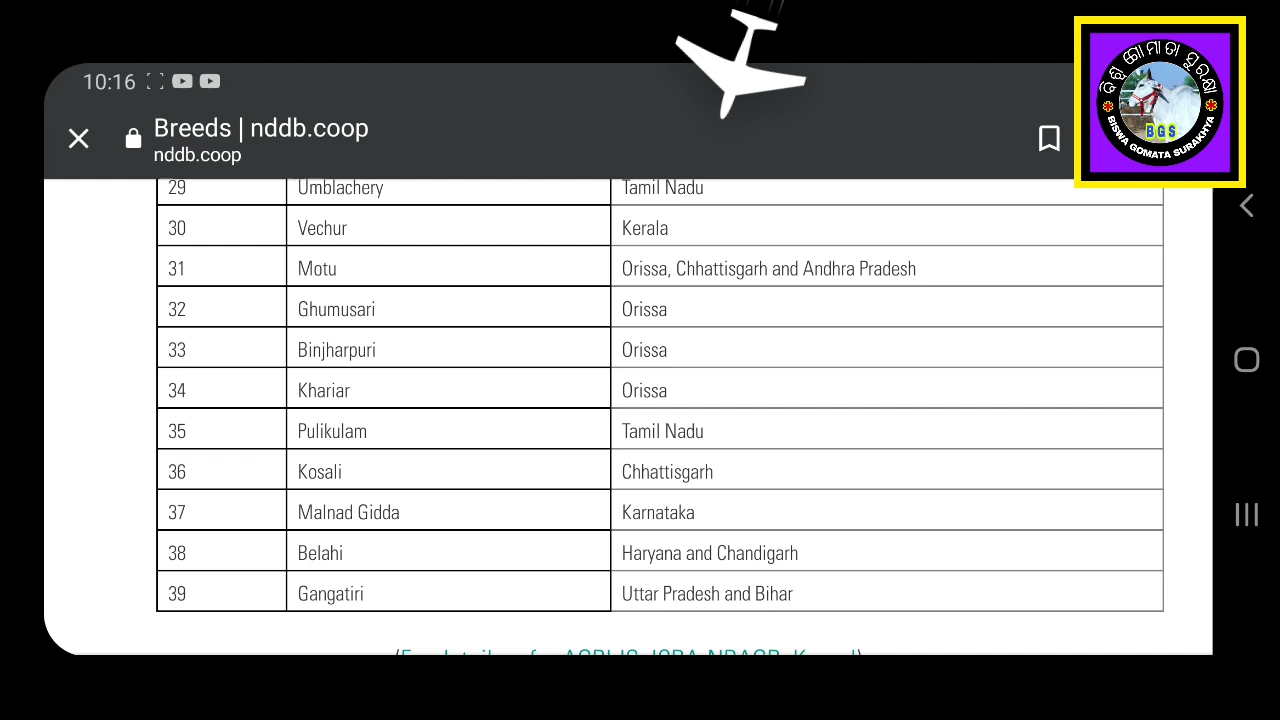 10:16
Breeds | nddb.coop
nddb.coop
ବିଶ୍ୱ ଗୋମାତା ସୁରକ୍ଷା
BGS
BISWA GOMATA SURAKHYA
29 Umblachery Tamil Nadu
30 Vechur Kerala
31 Motu Orissa, Chhattisgarh and Andhra Pradesh
32 Ghumusari Orissa
33 Binjharpuri Orissa
34 Khariar Orissa
35 Pulikulam Tamil Nadu
36 Kosali Chhattisgarh
37 Malnad Gidda Karnataka
38 Belahi Haryana and Chandigarh
39 Gangatiri Uttar Pradesh and Bihar